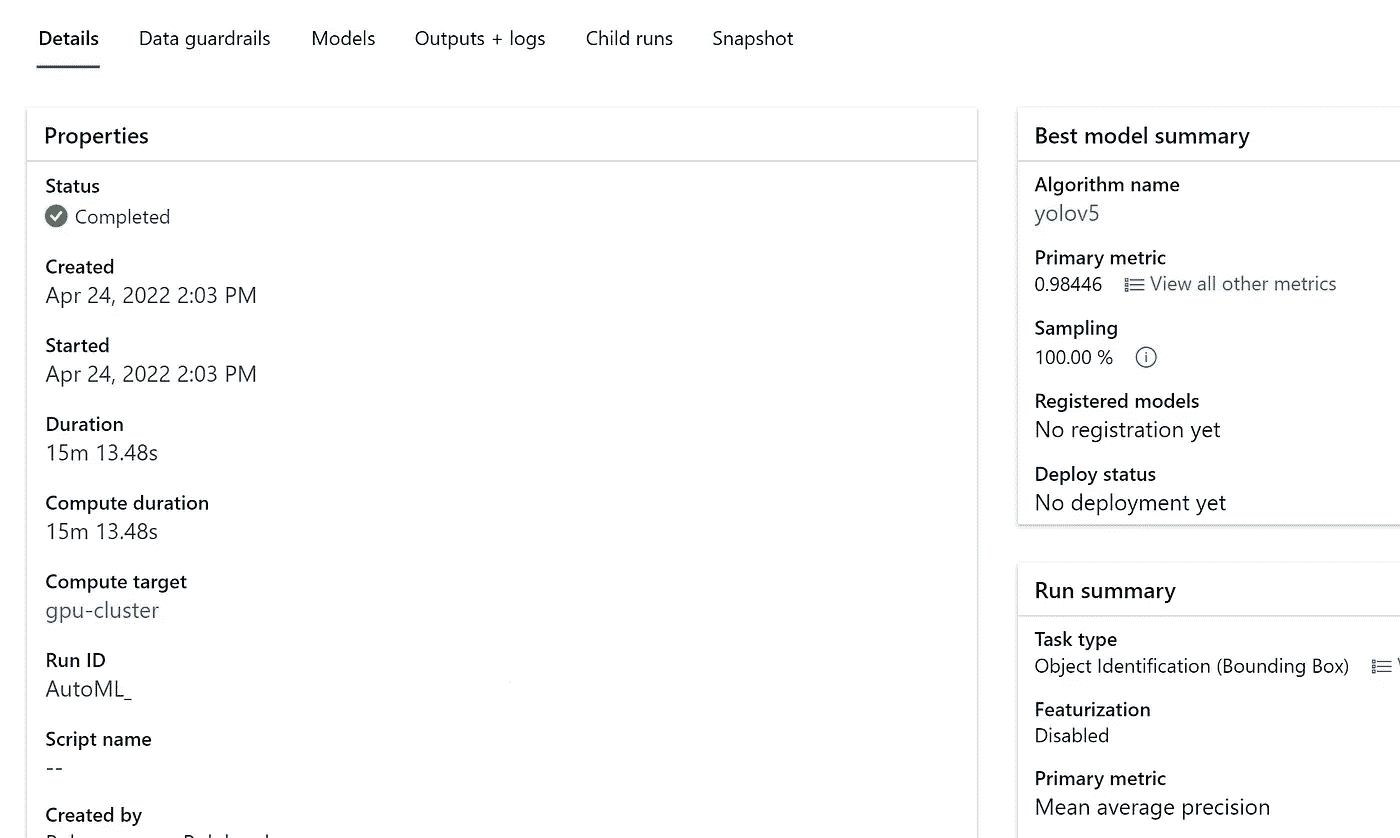 Details Data guardrails Models Outputs + logs Child runs Snapshot
Properties
Status
Completed
Created
Apr 24, 2022 2:03 PM
Started
Apr 24, 2022 2:03 PM
Duration
15m 13.48s
Compute duration
15m 13.48s
Compute target
gpu-cluster
Run ID
AutoML_
Script name
--
Created by
Best model summary
Algorithm name
yolov5
Primary metric
0.98446 View all other metrics
Sampling
100.00 %
Registered models
No registration yet
Deploy status
No deployment yet
Run summary
Task type
Object Identification (Bounding Box)
Featurization
Disabled
Primary metric
Mean average precision